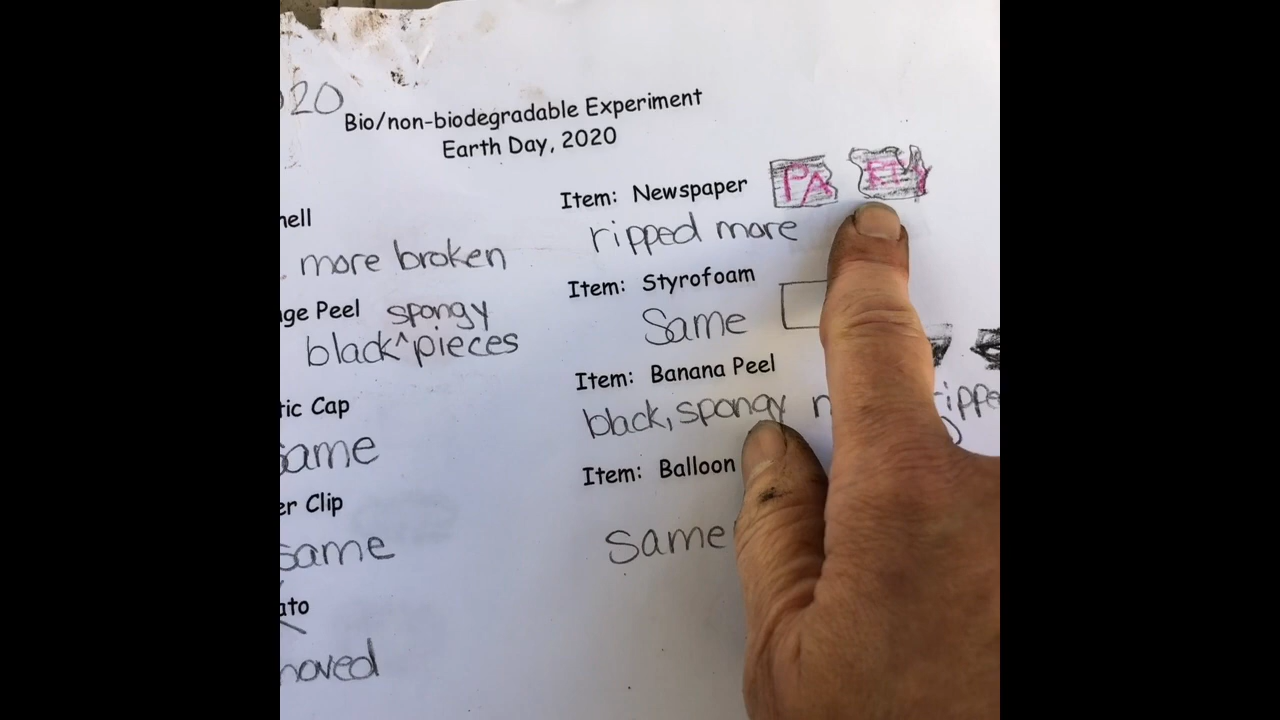 20
Bio/non-biodegradable Experiment
Earth Day, 2020
hell
more broken
ge Peel spongy
black^pieces
tic Cap
same
er Clip
same
ato
moved
Item: Newspaper PA
ripped more
Item: Styrofoam
Same
Item: Banana Peel
black, spongy
Item: Balloon
same